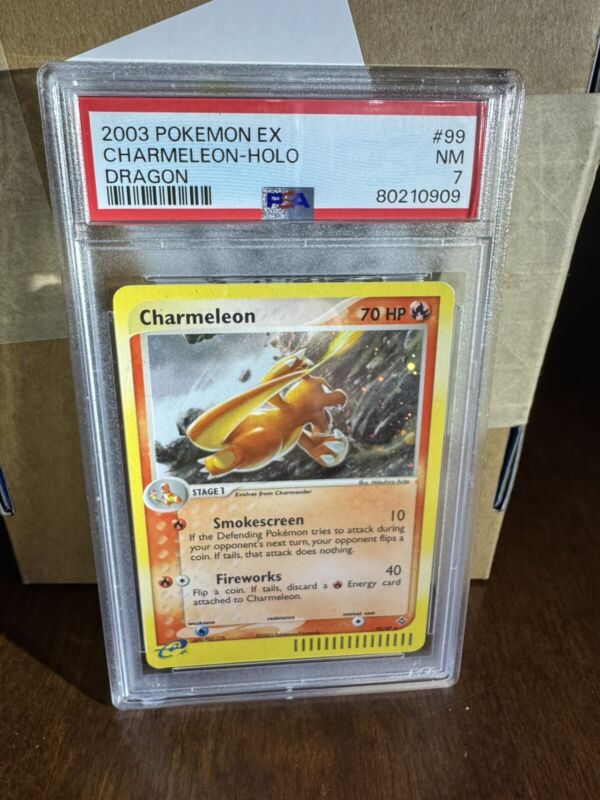 2003 POKEMON EX #99
CHARMELEON-HOLO NM
DRAGON 7
PSA 80210909
Charmeleon 70 HP
STAGE 1 Evolves from Charmander
Smokescreen 10
If the Defending Pokémon tries to attack during
your opponent's next turn, your opponent flips a
coin. If tails, that attack does nothing.
Fireworks 40
Flip a coin. If tails, discard a Energy card
attached to Charmeleon.
weakness resistance retreat cost